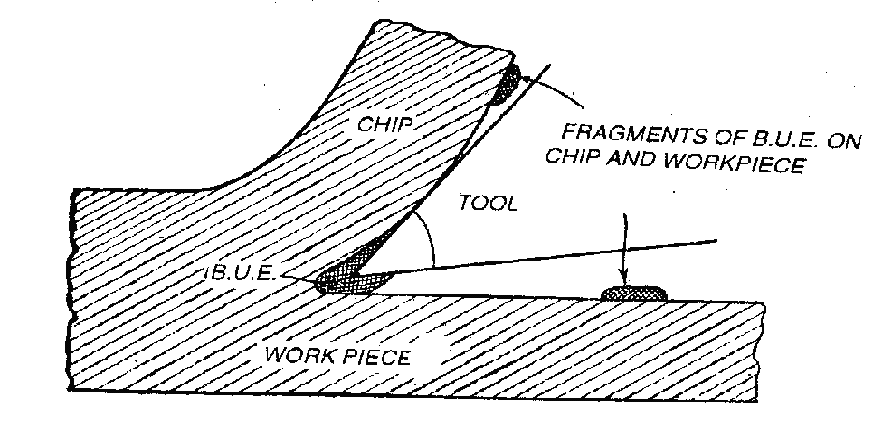 CHIP
FRAGMENTS OF B.U.E. ON
CHIP AND WORKPIECE
TOOL
B.U.E.
WORK PIECE